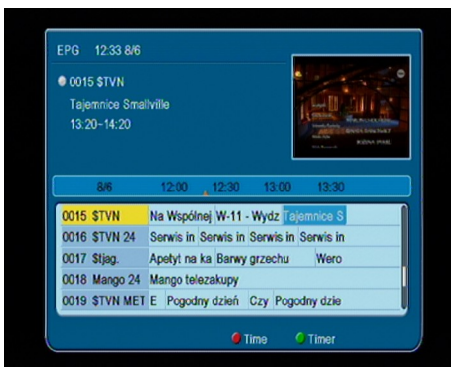 EPG 12:33 8/6
0015 $TVN
Tajemnice Smallville
13:20~14:20
8/6 12:00 12:30 13:00 13:30
0015 $TVN Na Wspólnej W-11 - Wydz Tajemnice S
0016 $TVN 24 Serwis in Serwis in Serwis in Serwis in
0017 $tjag. Apetyt na ka Barwy grzechu Wero
0018 Mango 24 Mango telezakupy
0019 $TVN MET E Pogodny dzień Czy Pogodny dzie
Time Timer